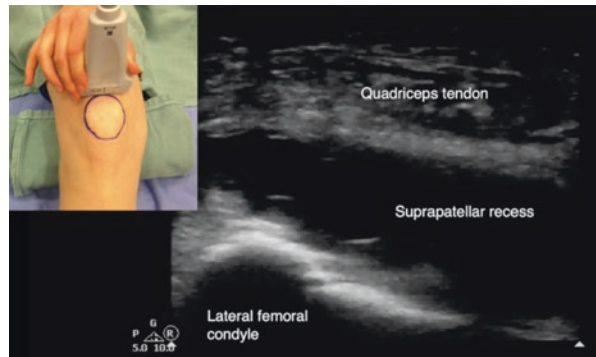 Quadriceps tendon
Suprapatellar recess
Lateral femoral
condyle
G
P R
5.0 10.0